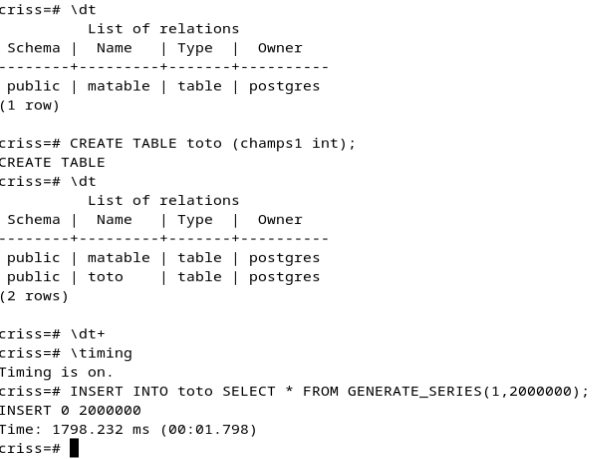 criss=# \dt
List of relations
Schema | Name | Type | Owner
--------+---------+-------+----------
public | matable | table | postgres
(1 row)
criss=# CREATE TABLE toto (champs1 int);
CREATE TABLE
criss=# \dt
List of relations
Schema | Name | Type | Owner
--------+---------+-------+----------
public | matable | table | postgres
public | toto | table | postgres
(2 rows)
criss=# \dt+
criss=# \timing
Timing is on.
criss=# INSERT INTO toto SELECT * FROM GENERATE_SERIES(1,2000000);
INSERT 0 2000000
Time: 1798.232 ms (00:01.798)
criss=#